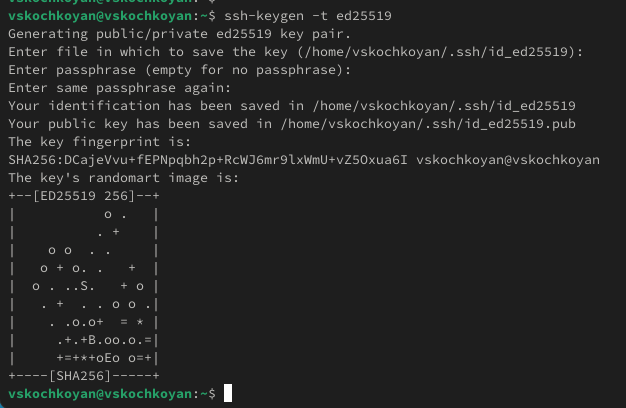 vskochkoyan@vskochkoyan:~$ ssh-keygen -t ed25519
Generating public/private ed25519 key pair.
Enter file in which to save the key (/home/vskochkoyan/.ssh/id_ed25519):
Enter passphrase (empty for no passphrase):
Enter same passphrase again:
Your identification has been saved in /home/vskochkoyan/.ssh/id_ed25519
Your public key has been saved in /home/vskochkoyan/.ssh/id_ed25519.pub
The key fingerprint is:
SHA256:DCajeVvu+fEPNpqbh2p+RcWJ6mr9lxWmU+vZ5Oxua6I vskochkoyan@vskochkoyan
The key's randomart image is:
+--[ED25519 256]--+
|           o .   |
|          . +    |
|    o o  . .     |
|   o + o. .   +  |
|  o . ..S.   + o |
|   . +  . . o o .|
|    . .o.o+  = * |
|     .+.+B.oo.o.=|
|     +=+*+oEo o=+|
+----[SHA256]-----+
vskochkoyan@vskochkoyan:~$